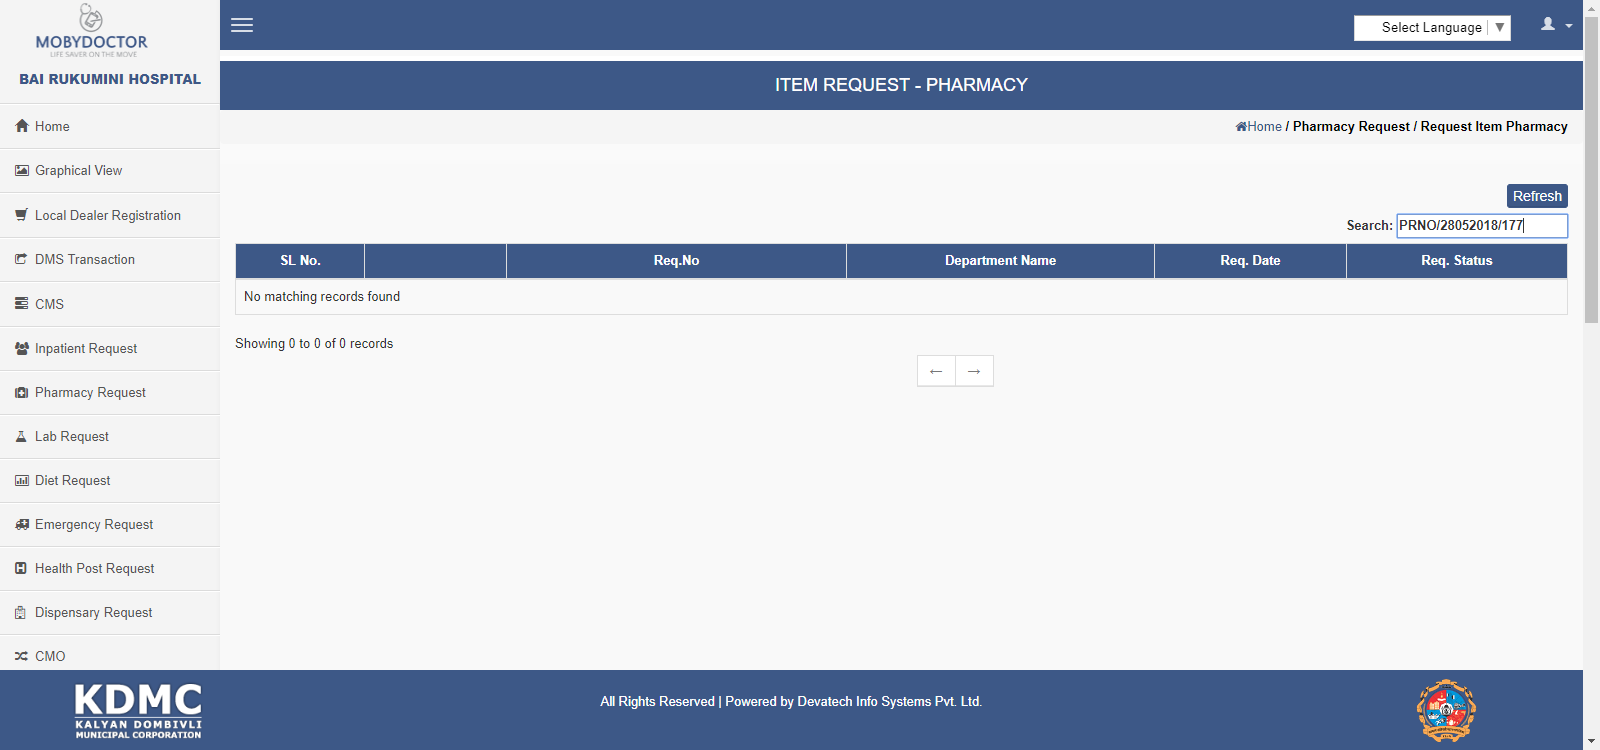 MOBYDOCTOR
LIFE SAVER ON THE MOVE
BAI RUKUMINI HOSPITAL
Home
Graphical View
Local Dealer Registration
DMS Transaction
CMS
Inpatient Request
Pharmacy Request
Lab Request
Diet Request
Emergency Request
Health Post Request
Dispensary Request
CMO
Select Language ▼
ITEM REQUEST - PHARMACY
Home / Pharmacy Request / Request Item Pharmacy
Refresh
Search: PRNO/28052018/177
SL No. Req.No Department Name Req. Date Req. Status
No matching records found
Showing 0 to 0 of 0 records
← →
KDMC
KALYAN DOMBIVLI
MUNICIPAL CORPORATION
All Rights Reserved | Powered by Devatech Info Systems Pvt. Ltd.